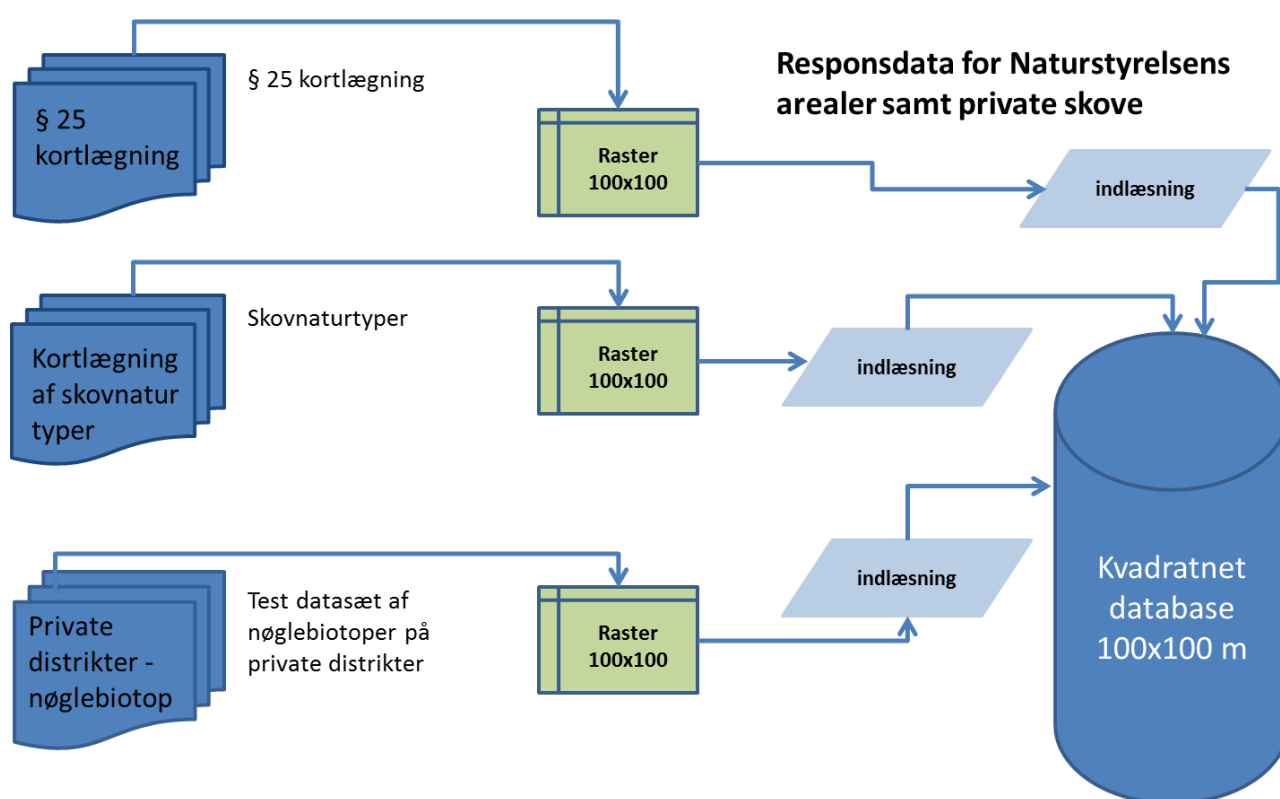 Responsdata for Naturstyrelsens
arealer samt private skove
§ 25 kortlægning
§ 25
kortlægning
Raster
100x100
indlæsning
Skovnaturtyper
Kortlægning
af skovnatur
typer
Raster
100x100
indlæsning
Private
distrikter -
nøglebiotop
Test datasæt af
nøglebiotoper på
private distrikter
Raster
100x100
indlæsning
Kvadratnet
database
100x100 m